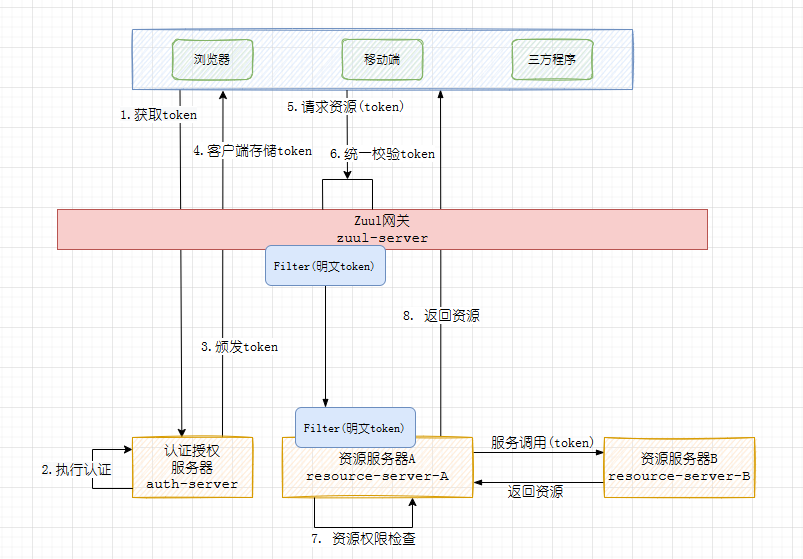 浏览器
移动端
三方程序
1.获取token
5.请求资源(token)
4.客户端存储token
6.统一校验token
Zuul网关
zuul-server
Filter(明文token)
8. 返回资源
3.颁发token
Filter(明文token)
2.执行认证
认证授权
服务器
auth-server
资源服务器A
resource-server-A
服务调用(token)
返回资源
资源服务器B
resource-server-B
7. 资源权限检查